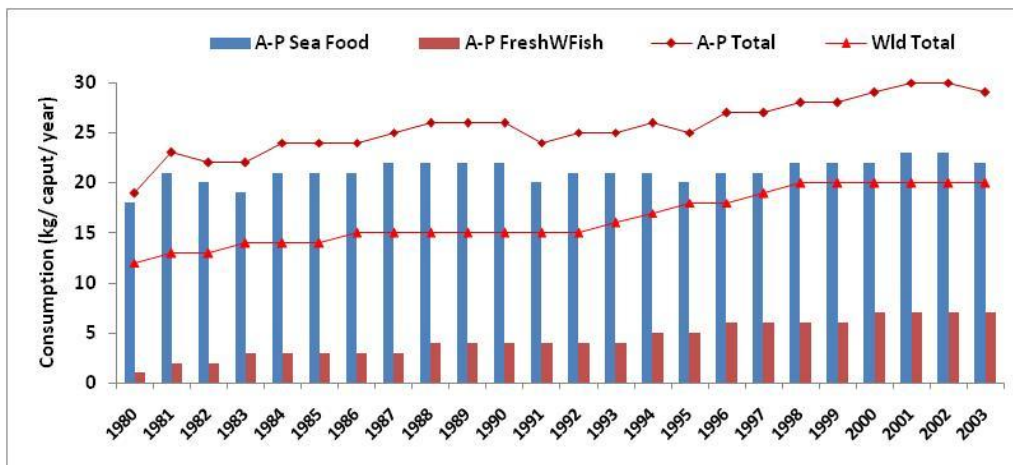 A-P Sea Food A-P FreshWFish A-P Total Wld Total
Consumption (kg/ caput/ year)
30
25
20
15
10
5
0
1980 1981 1982 1983 1984 1985 1986 1987 1988 1989 1990 1991 1992 1993 1994 1995 1996 1997 1998 1999 2000 2001 2002 2003